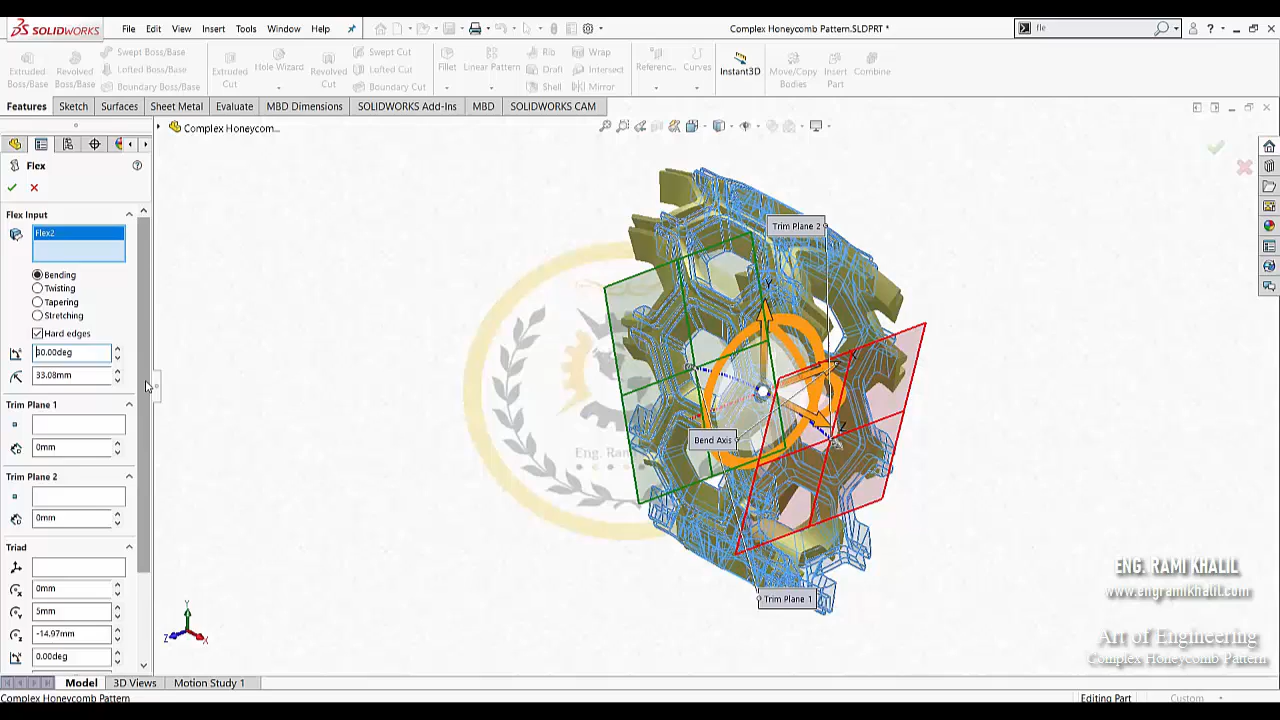 SOLIDWORKS
File Edit View Insert Tools Window Help
Complex Honeycomb Pattern.SLDPRT *
fle
Extruded Boss/Base
Revolved Boss/Base
Swept Boss/Base
Lofted Boss/Base
Boundary Boss/Base
Extruded Cut
Hole Wizard
Revolved Cut
Swept Cut
Lofted Cut
Boundary Cut
Fillet
Linear Pattern
Rib
Draft
Shell
Wrap
Intersect
Mirror
Referenc...
Curves
Instant3D
Move/Copy Bodies
Insert Part
Combine
Features Sketch Surfaces Sheet Metal Evaluate MBD Dimensions SOLIDWORKS Add-Ins MBD SOLIDWORKS CAM
Complex Honeycom...
Flex
Flex Input
Flex2
Bending
Twisting
Tapering
Stretching
Hard edges
30.00deg
33.08mm
Trim Plane 1
0mm
Trim Plane 2
0mm
Triad
0mm
5mm
-14.97mm
0.00deg
Trim Plane 2
Y
X
Z
Bend Axis
Trim Plane 1
Eng. Ram
Y
Z
X
ENG. RAMI KHALIL
www.engramikhalil.com
Art of Engineering
Complex Honeycomb Pattern
Model 3D Views Motion Study 1
Complex Honeycomb Pattern
Editing Part
Custom